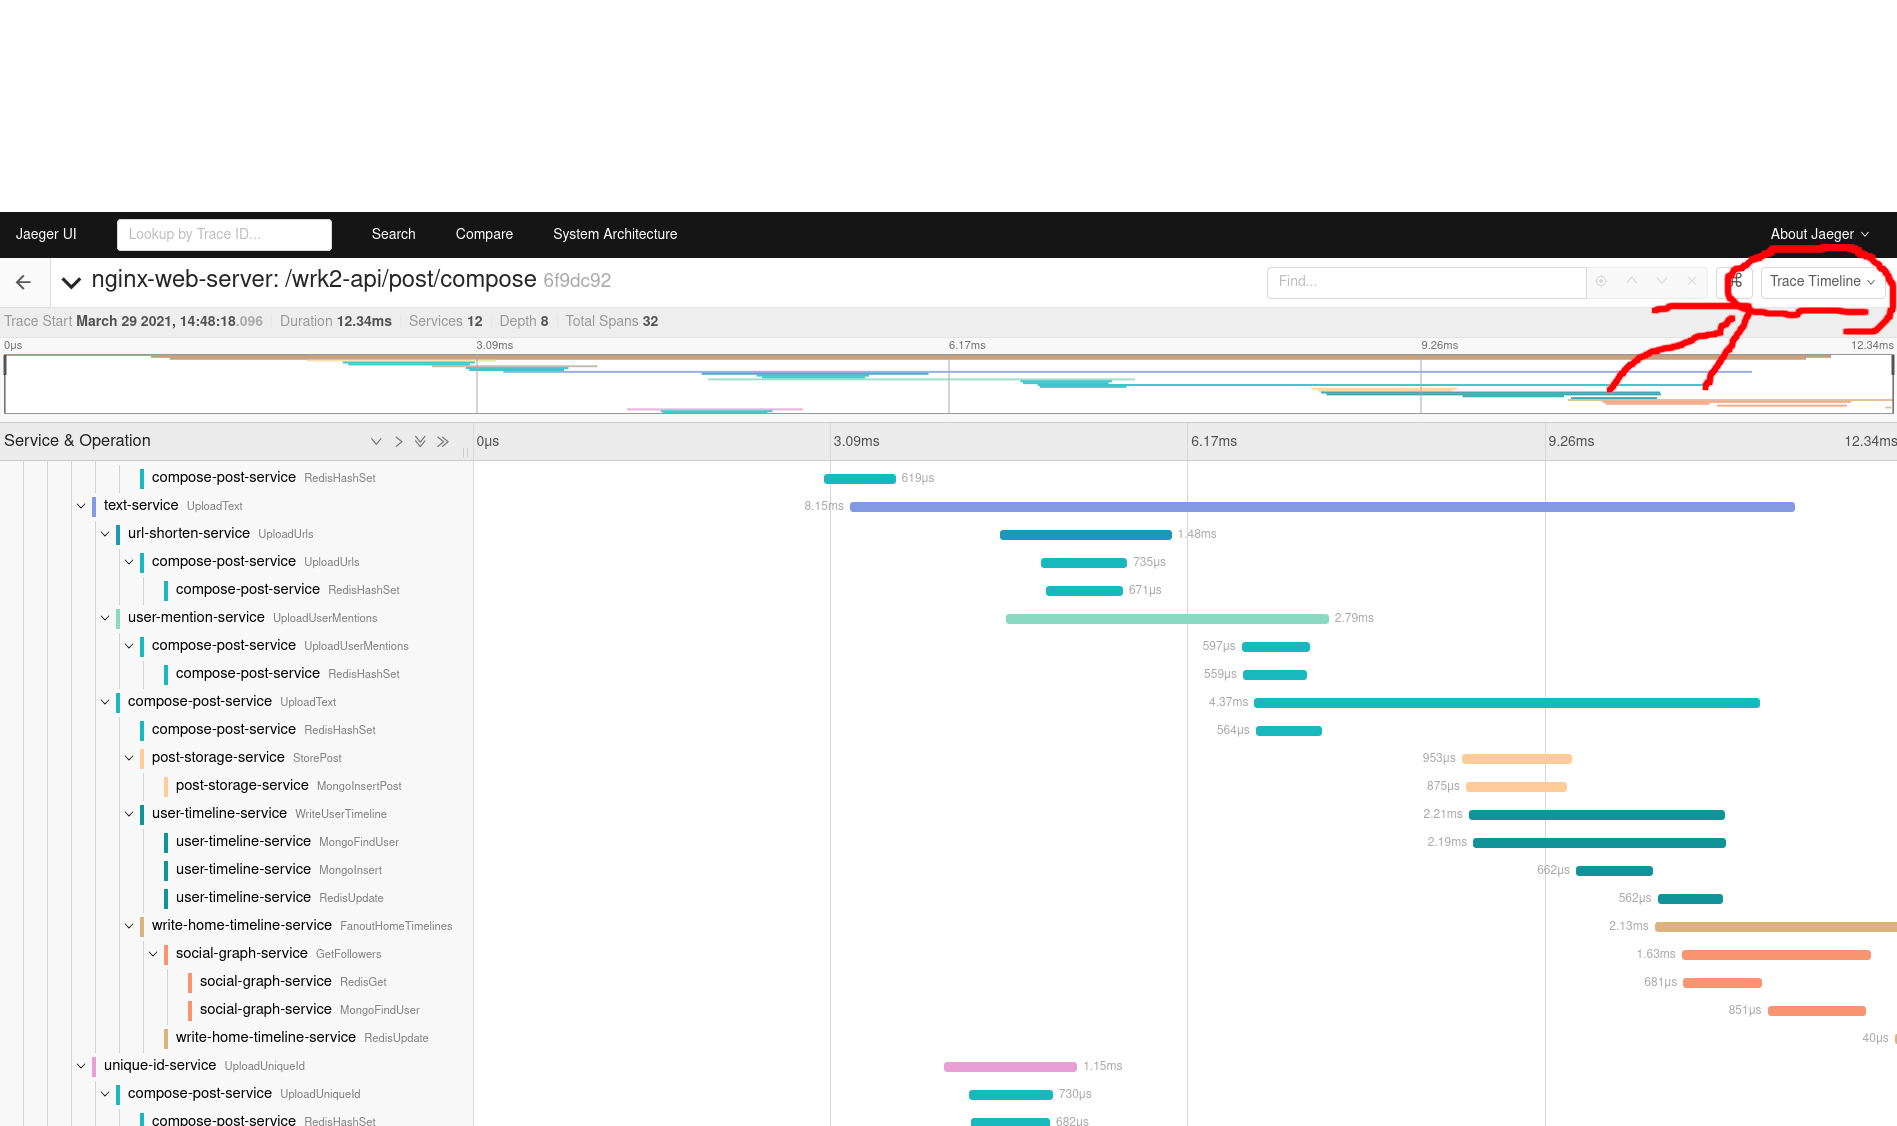 Jaeger UI Lookup by Trace ID... Search Compare System Architecture About Jaeger
nginx-web-server: /wrk2-api/post/compose 6f9dc92 Find... ⌘ Trace Timeline
Trace Start March 29 2021, 14:48:18.096 Duration 12.34ms Services 12 Depth 8 Total Spans 32
0μs 3.09ms 6.17ms 9.26ms 12.34ms
Service & Operation 0μs 3.09ms 6.17ms 9.26ms 12.34ms
compose-post-service RedisHashSet 619μs
text-service UploadText 8.15ms
url-shorten-service UploadUrls 1.48ms
compose-post-service UploadUrls 735μs
compose-post-service RedisHashSet 671μs
user-mention-service UploadUserMentions 2.79ms
compose-post-service UploadUserMentions 597μs
compose-post-service RedisHashSet 559μs
compose-post-service UploadText 4.37ms
compose-post-service RedisHashSet 564μs
post-storage-service StorePost 953μs
post-storage-service MongoInsertPost 875μs
user-timeline-service WriteUserTimeline 2.21ms
user-timeline-service MongoFindUser 2.19ms
user-timeline-service MongoInsert 662μs
user-timeline-service RedisUpdate 562μs
write-home-timeline-service FanoutHomeTimelines 2.13ms
social-graph-service GetFollowers 1.63ms
social-graph-service RedisGet 681μs
social-graph-service MongoFindUser 851μs
write-home-timeline-service RedisUpdate 40μs
unique-id-service UploadUniqueId 1.15ms
compose-post-service UploadUniqueId 730μs
compose-post-service RedisHashSet 682μs